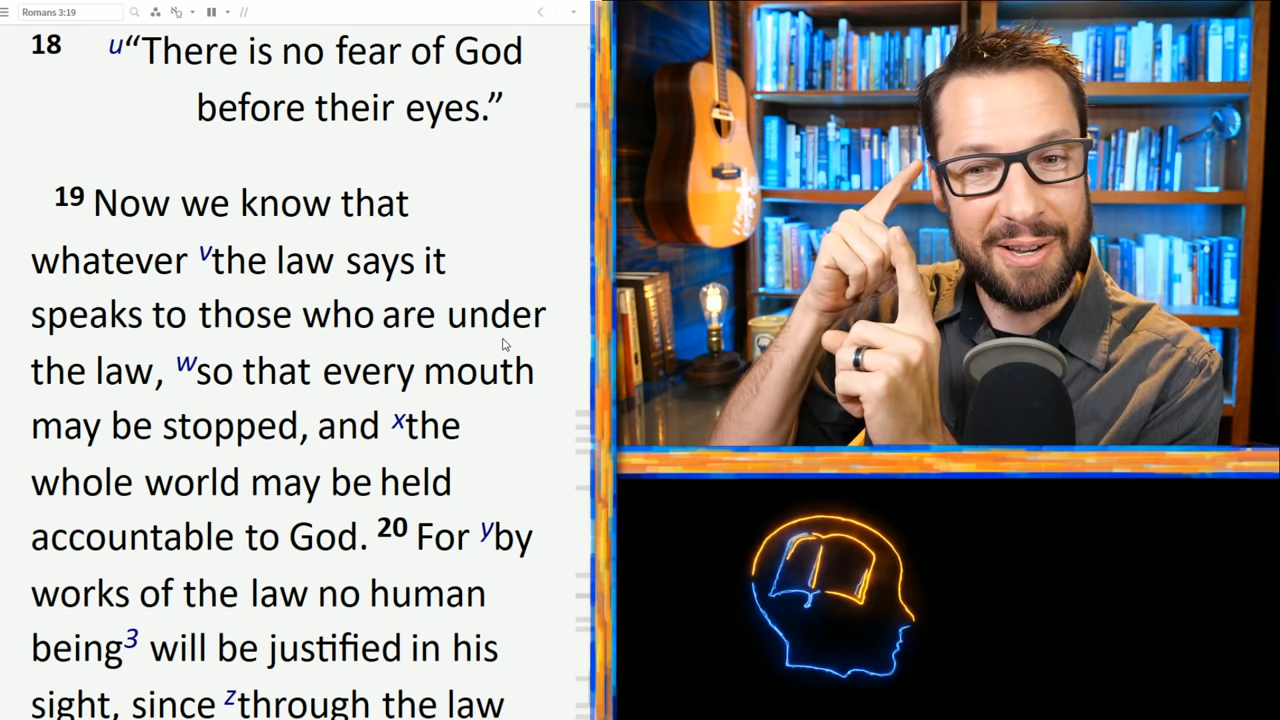 Romans 3:19
18 u“There is no fear of God
before their eyes.”
19 Now we know that
whatever vthe law says it
speaks to those who are under
the law, wso that every mouth
may be stopped, and xthe
whole world may be held
accountable to God. 20 For yby
works of the law no human
being3 will be justified in his
sight, since zthrough the law